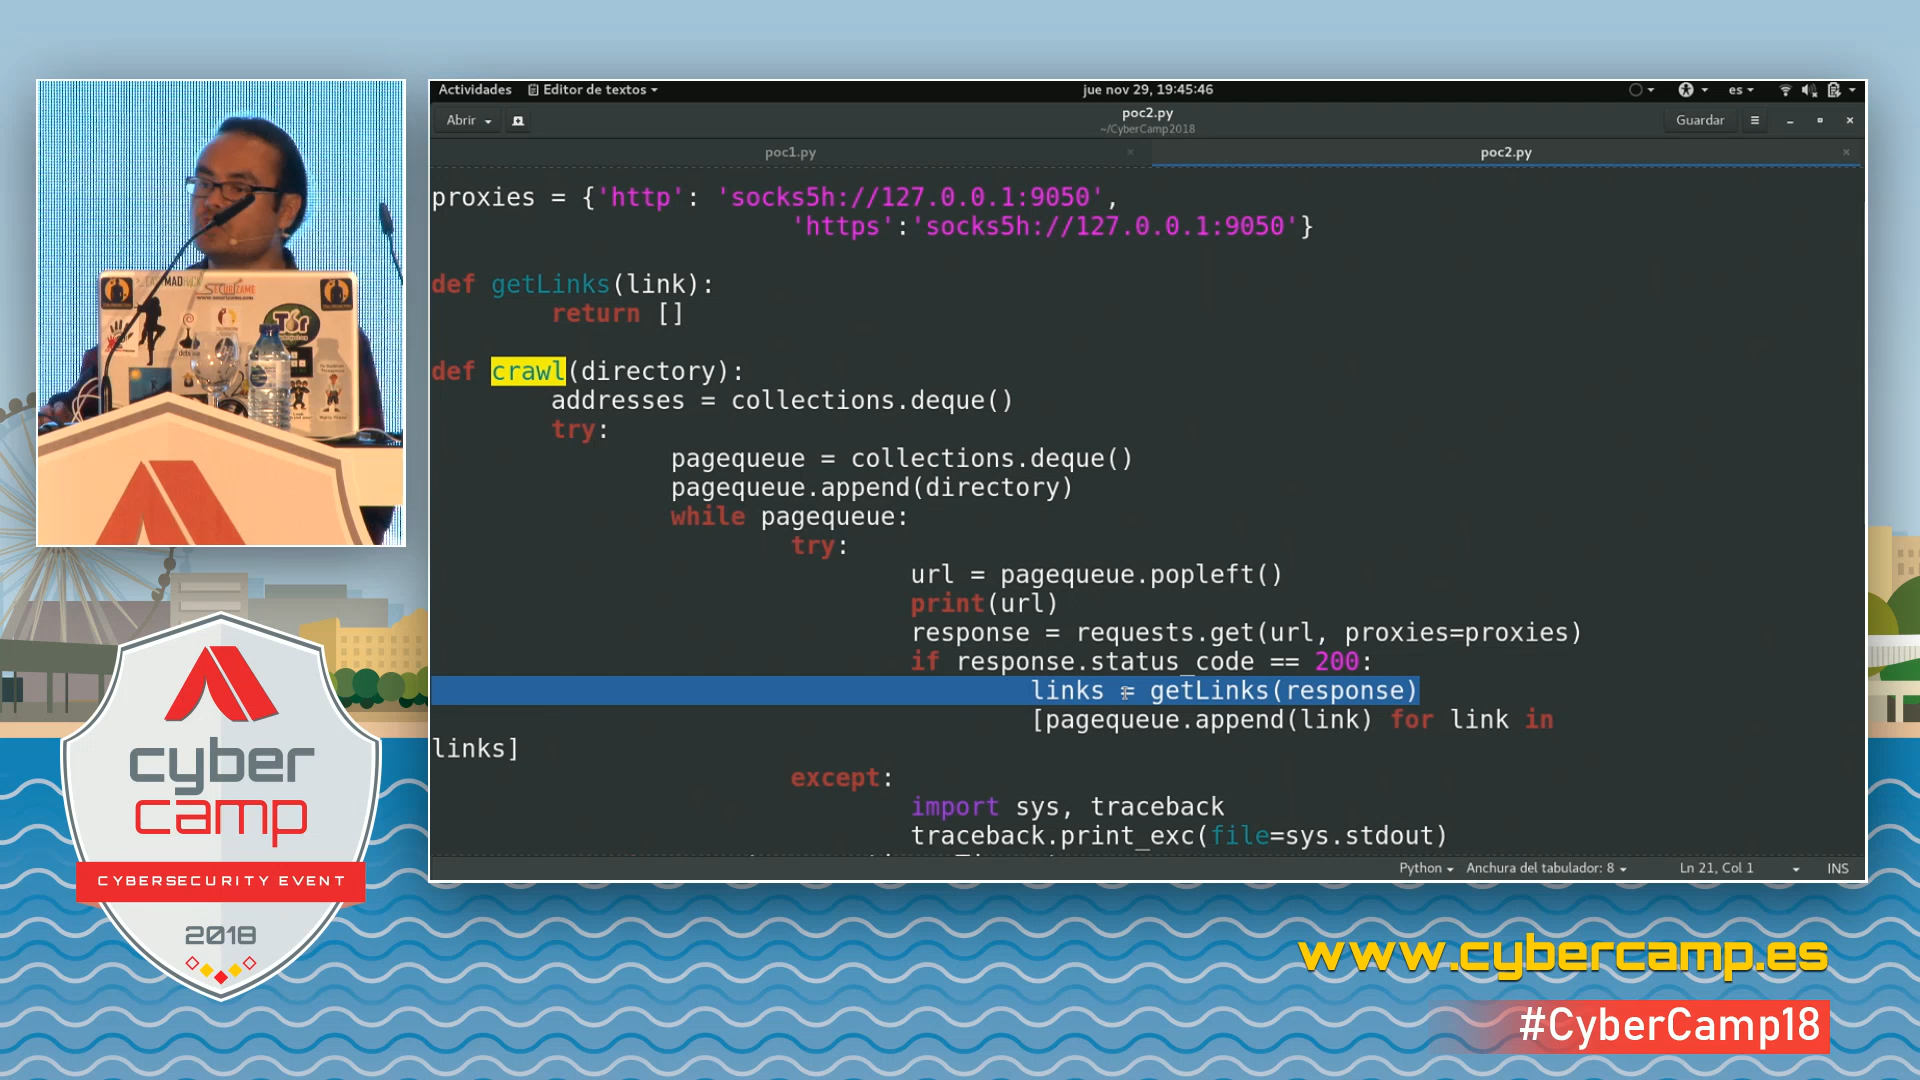 Actividades
Editor de textos
jue nov 29, 19:45:46
es
Abrir
poc2.py
~/CyberCamp2018
Guardar
poc1.py
poc2.py
proxies = {'http': 'socks5h://127.0.0.1:9050',
'https':'socks5h://127.0.0.1:9050'}
def getLinks(link):
return []
def crawl(directory):
addresses = collections.deque()
try:
pagequeue = collections.deque()
pagequeue.append(directory)
while pagequeue:
try:
url = pagequeue.popleft()
print(url)
response = requests.get(url, proxies=proxies)
if response.status_code == 200:
links = getLinks(response)
[pagequeue.append(link) for link in
links]
except:
import sys, traceback
traceback.print_exc(file=sys.stdout)
Python
Anchura del tabulador: 8
Ln 21, Col 1
INS
Tor
cyber
camp
CYBERSECURITY EVENT
2018
www.cybercamp.es
#CyberCamp18